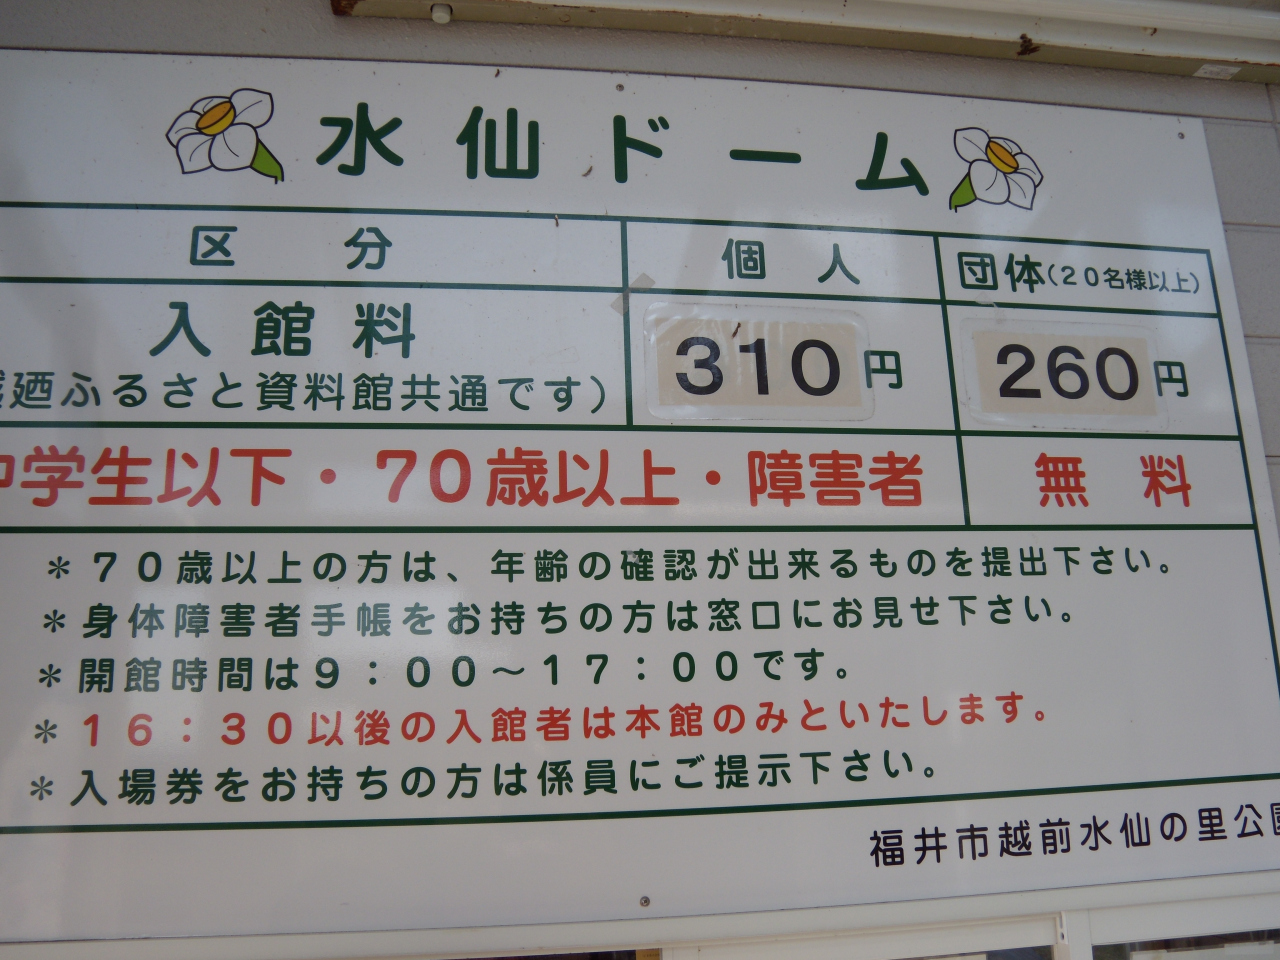 水仙ドーム
区分 個人 団体(20名様以上)
入館料 310円 260円
廼ふるさと資料館共通です)
中学生以下・70歳以上・障害者 無料
*70歳以上の方は、年齢の確認が出来るものを提出下さい。
*身体障害者手帳をお持ちの方は窓口にお見せ下さい。
*開館時間は9:00〜17:00です。
*16:30以後の入館者は本館のみといたします。
*入場券をお持ちの方は係員にご提示下さい。
福井市越前水仙の里公園